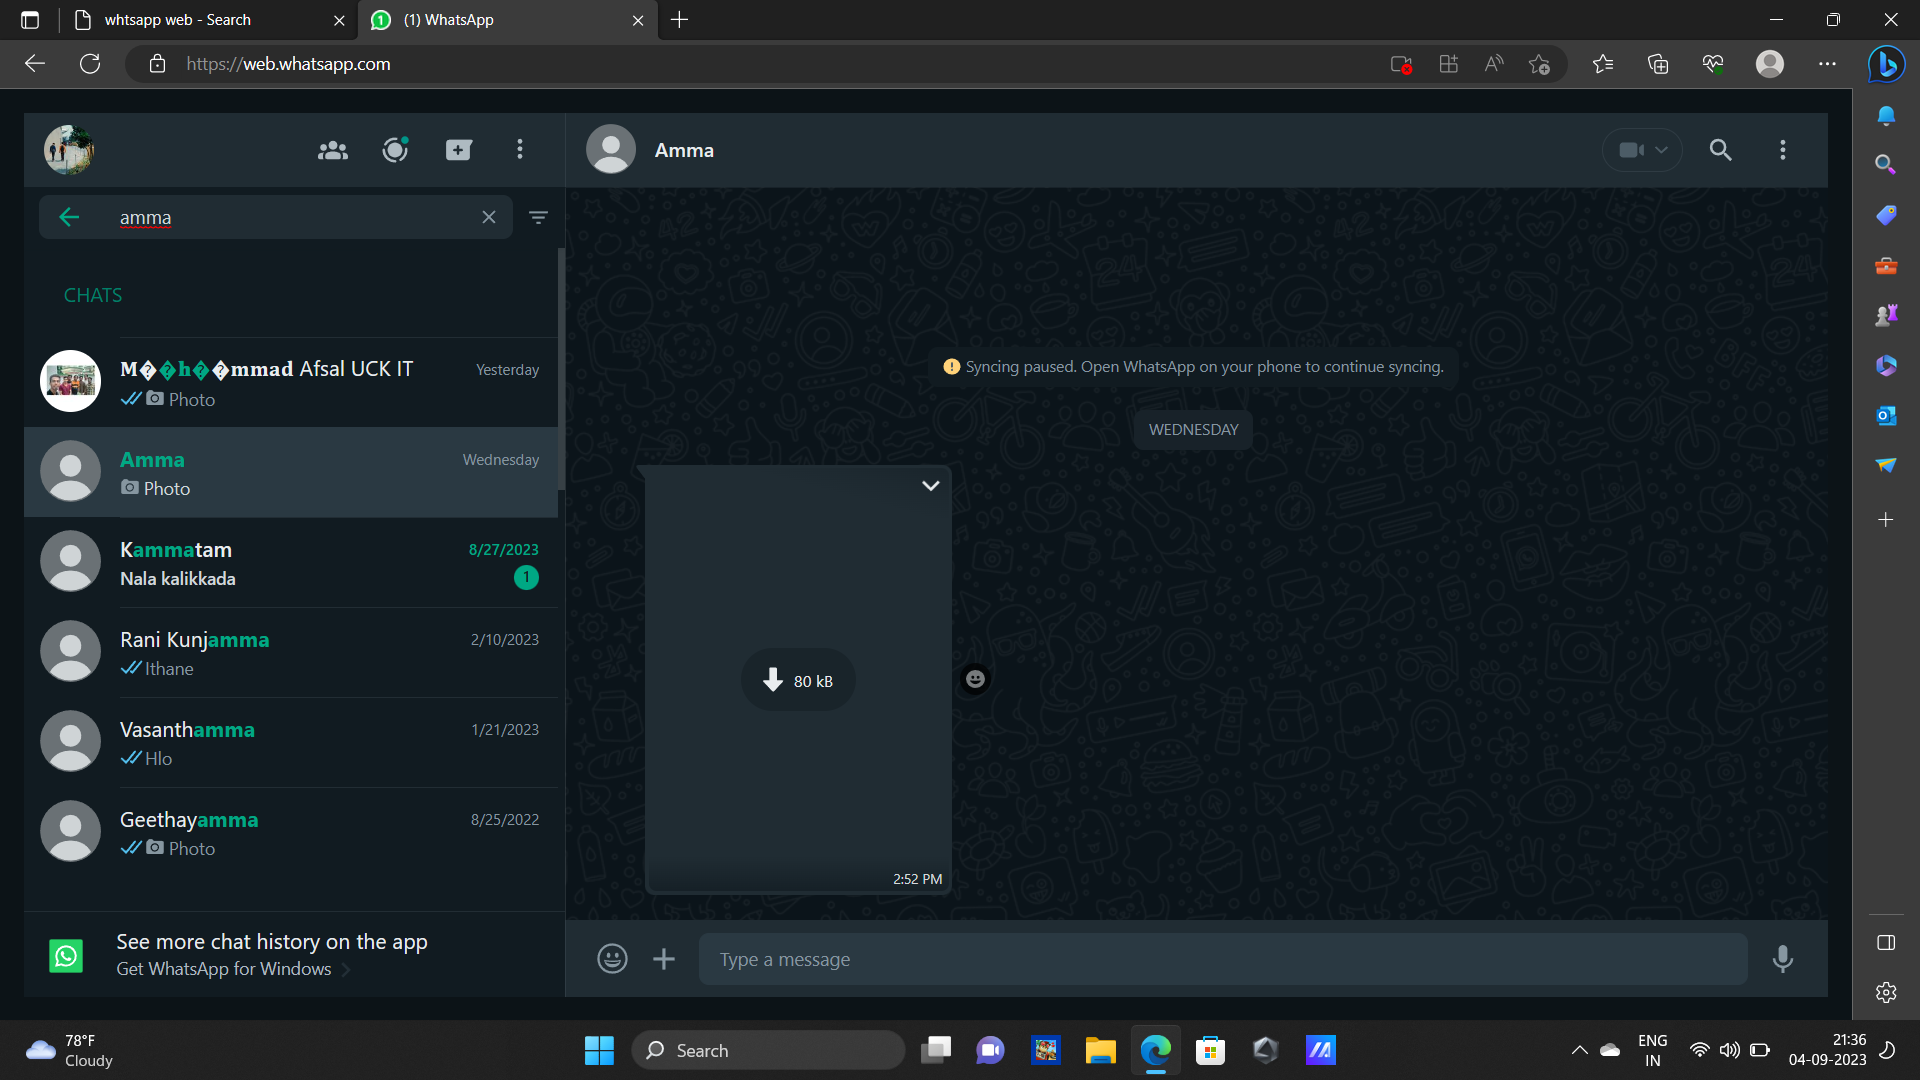 whtsapp web - Search
(1) WhatsApp
https://web.whatsapp.com
amma
CHATS
M��h��mmad Afsal UCK IT
Yesterday
Photo
Amma
Wednesday
Photo
Kammatam
8/27/2023
Nala kalikkada
1
Rani Kunjamma
2/10/2023
Ithane
Vasanthamma
1/21/2023
Hlo
Geethayamma
8/25/2022
Photo
See more chat history on the app
Get WhatsApp for Windows
Amma
Syncing paused. Open WhatsApp on your phone to continue syncing.
WEDNESDAY
80 kB
2:52 PM
Type a message
78°F
Cloudy
Search
ENG
IN
21:36
04-09-2023